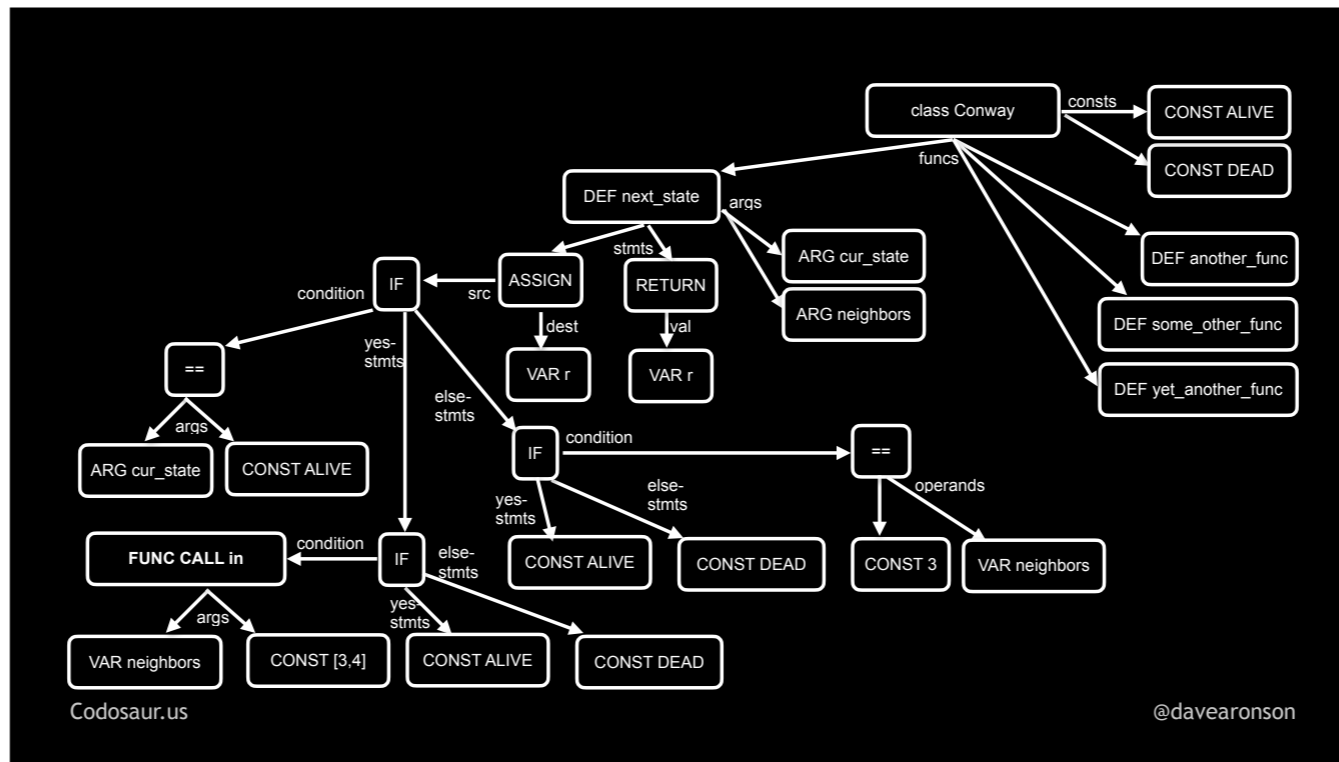 class Conway
consts
CONST ALIVE
CONST DEAD
funcs
DEF next_state
args
stmts
ARG cur_state
ARG neighbors
DEF another_func
DEF some_other_func
DEF yet_another_func
IF
src
ASSIGN
RETURN
condition
dest
val
VAR r
VAR r
yes-
stmts
==
else-
stmts
args
ARG cur_state
CONST ALIVE
IF
condition
==
yes-
stmts
else-
stmts
operands
CONST ALIVE
CONST DEAD
CONST 3
VAR neighbors
FUNC CALL in
condition
IF
else-
stmts
args
yes-
stmts
VAR neighbors
CONST [3,4]
CONST ALIVE
CONST DEAD
Codosaur.us
@davearonson